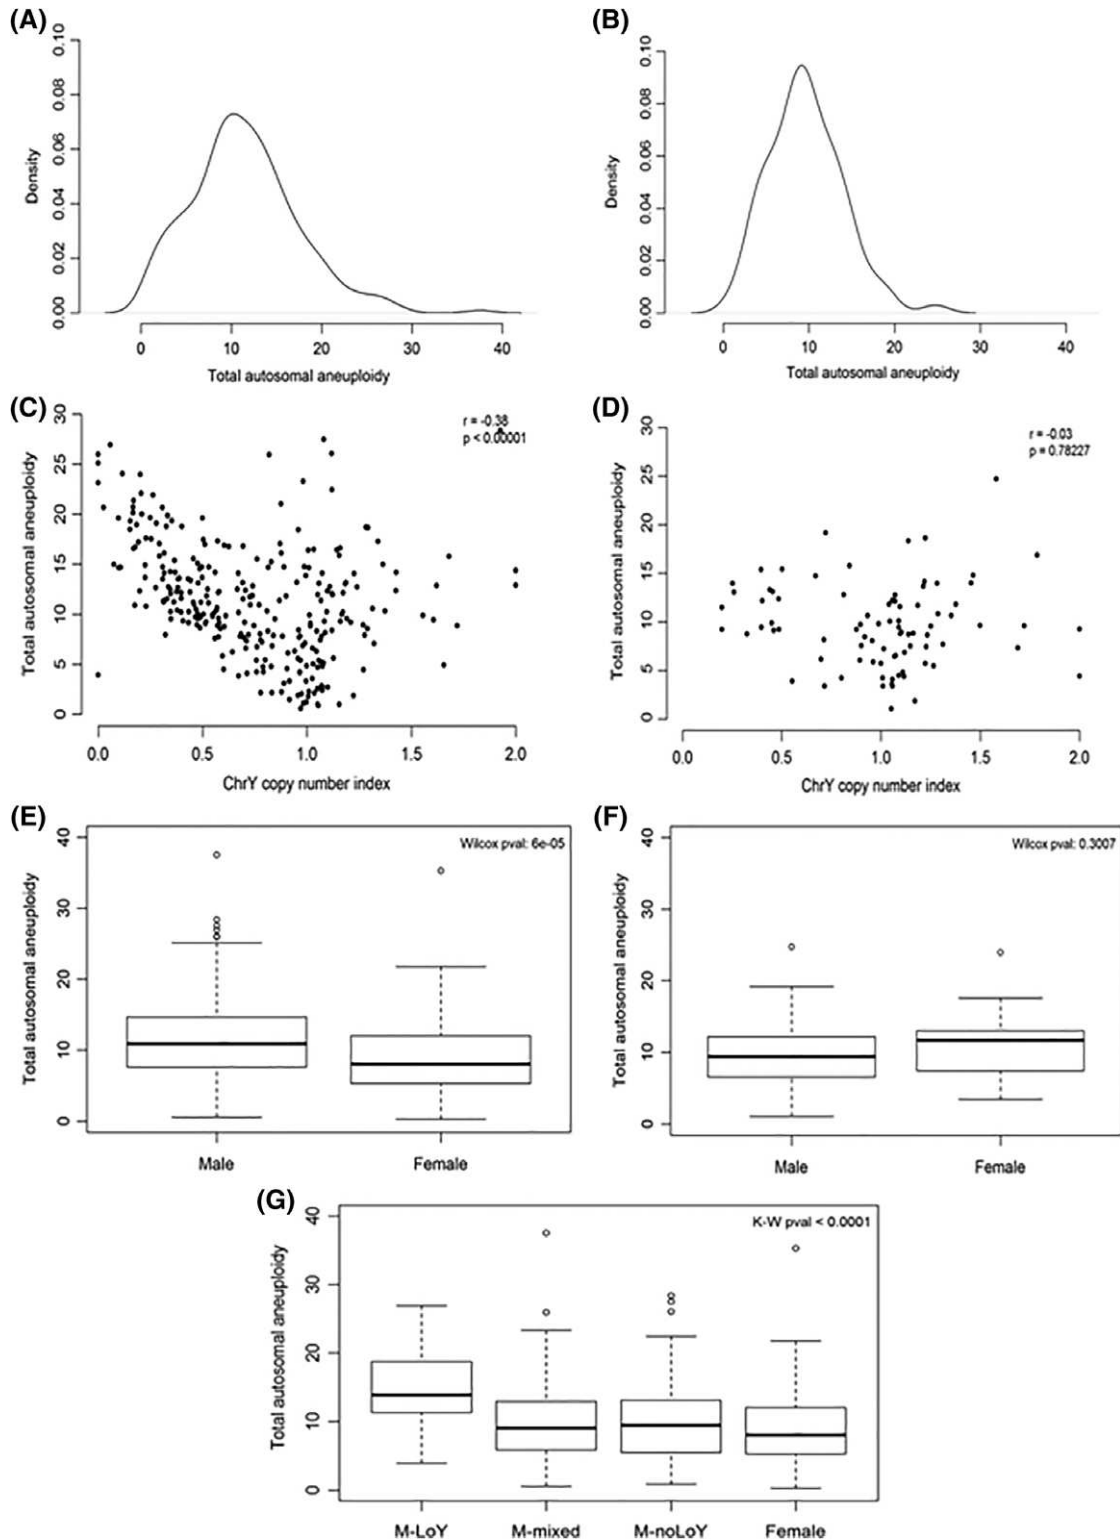 (A)
0.00 0.02 0.04 0.06 0.08 0.10
Density
0 10 20 30 40
Total autosomal aneuploidy
(B)
0.00 0.02 0.04 0.06 0.08 0.10
Density
0 10 20 30 40
Total autosomal aneuploidy
(C)
0 5 10 15 20 25 30
Total autosomal aneuploidy
r = -0.38
p < 0.00001
0.0 0.5 1.0 1.5 2.0
ChrY copy number index
(D)
0 5 10 15 20 25 30
Total autosomal aneuploidy
r = -0.03
p = 0.78227
0.0 0.5 1.0 1.5 2.0
ChrY copy number index
(E)
0 10 20 30 40
Total autosomal aneuploidy
Wilcox pval: 6e-05
Male Female
(F)
0 10 20 30 40
Total autosomal aneuploidy
Wilcox pval: 0.3007
Male Female
(G)
0 10 20 30 40
Total autosomal aneuploidy
K-W pval < 0.0001
M-LoY M-mixed M-noLoY Female